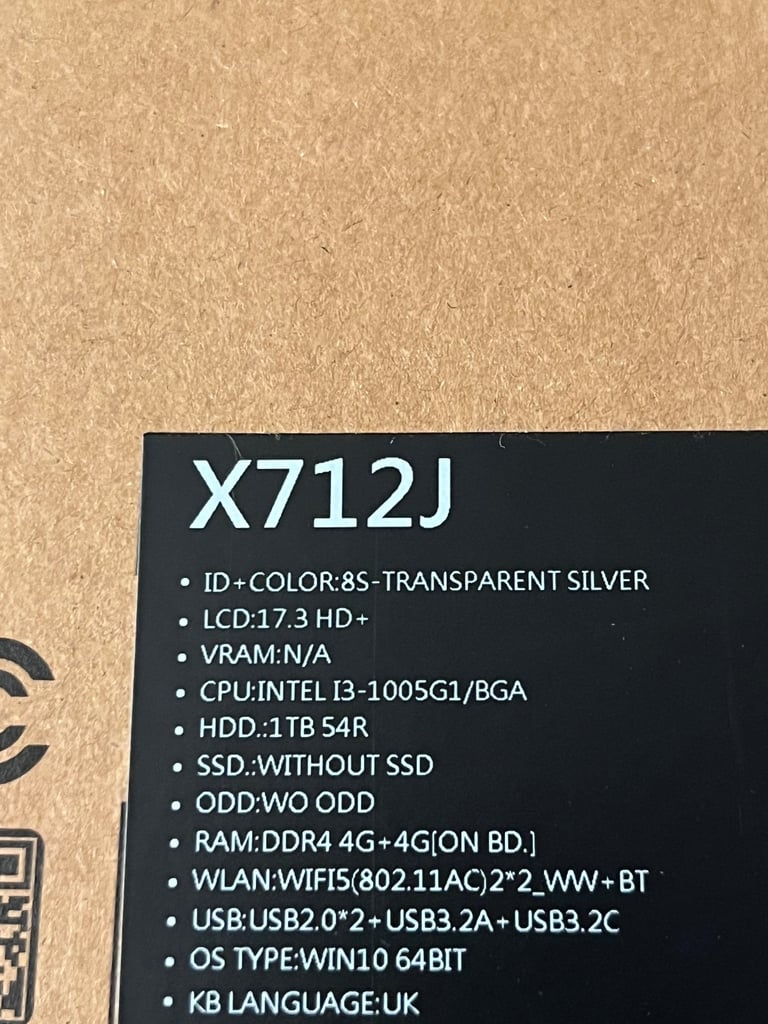 X712J
• ID+COLOR:8S-TRANSPARENT SILVER
• LCD:17.3 HD+
• VRAM:N/A
• CPU:INTEL I3-1005G1/BGA
• HDD.:1TB 54R
• SSD.:WITHOUT SSD
• ODD:WO ODD
• RAM:DDR4 4G+4G[ON BD.]
• WLAN:WIFI5(802.11AC)2*2_WW+BT
• USB:USB2.0*2+USB3.2A+USB3.2C
• OS TYPE:WIN10 64BIT
• KB LANGUAGE:UK